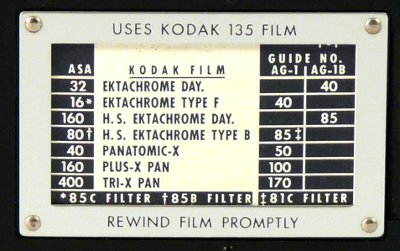 USES KODAK 135 FILM
GUIDE NO.
ASA KODAK FILM AG-1 AG-1B
32 EKTACHROME DAY. 40
16* EKTACHROME TYPE F 40
160 H.S. EKTACHROME DAY. 85
80† H.S. EKTACHROME TYPE B 85‡
40 PANATOMIC-X 50
160 PLUS-X PAN 100
400 TRI-X PAN 170
*85C FILTER †85B FILTER ‡81C FILTER
REWIND FILM PROMPTLY